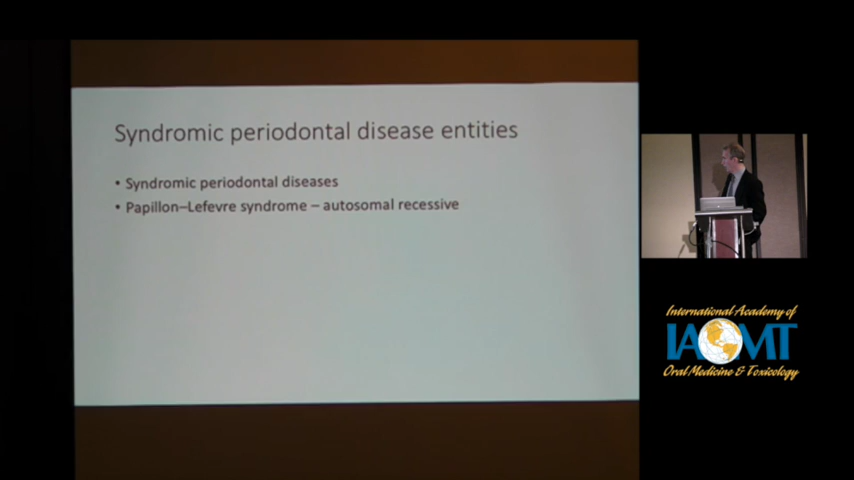 Syndromic periodontal disease entities
• Syndromic periodontal diseases
• Papillon–Lefevre syndrome – autosomal recessive
International Academy of
IAOMT
Oral Medicine & Toxicology